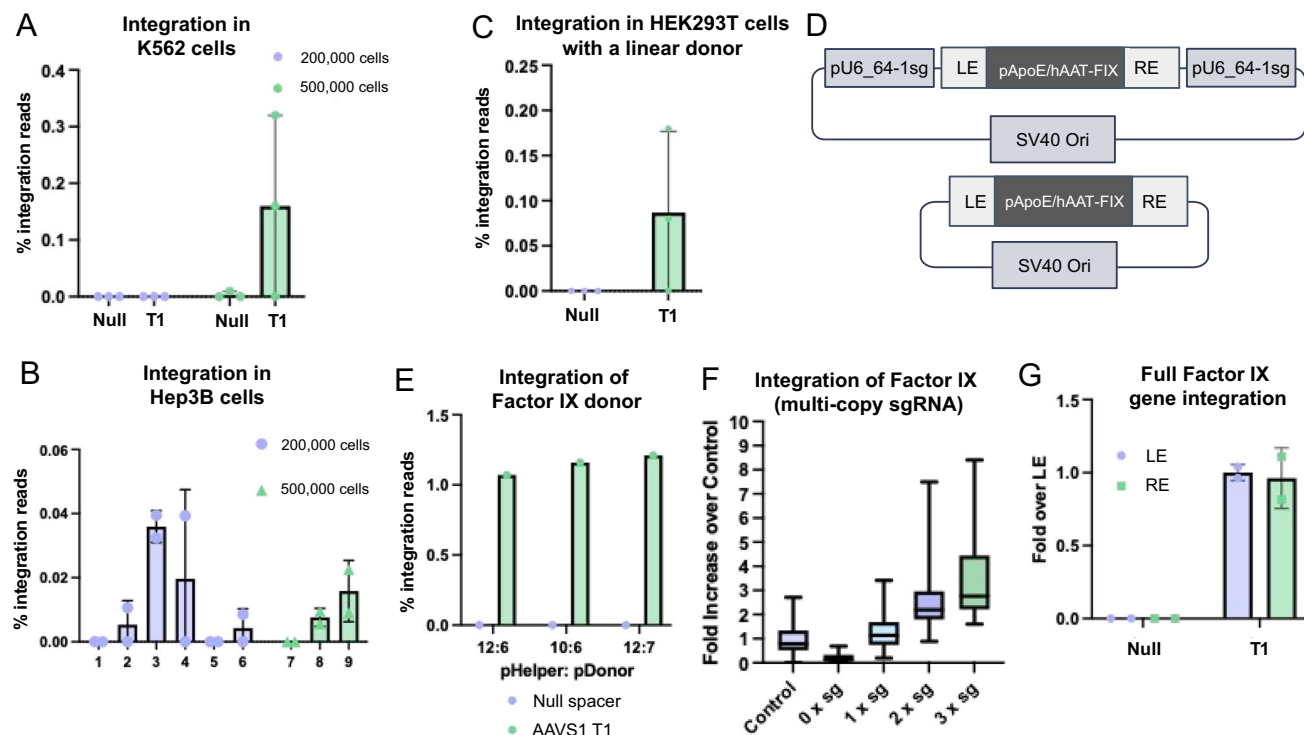 A
Integration in
K562 cells
200,000 cells
500,000 cells
% integration reads
0.4
0.3
0.2
0.1
0.0
Null T1 Null T1
C
Integration in HEK293T cells
with a linear donor
% integration reads
0.25
0.20
0.15
0.10
0.05
0.00
Null T1
D
pU6_64-1sg LE pApoE/hAAT-FIX RE pU6_64-1sg
SV40 Ori
LE pApoE/hAAT-FIX RE
SV40 Ori
B
Integration in
Hep3B cells
200,000 cells
500,000 cells
% integration reads
0.06
0.04
0.02
0.00
1 2 3 4 5 6 7 8 9
E
Integration of
Factor IX donor
% integration reads
1.5
1.0
0.5
0.0
12:6 10:6 12:7
pHelper: pDonor
Null spacer
AAVS1 T1
F
Integration of Factor IX
(multi-copy sgRNA)
Fold Increase over Control
10
9
8
7
6
5
4
3
2
1
0
Control 0 x sg 1 x sg 2 x sg 3 x sg
G
Full Factor IX
gene integration
LE
RE
Fold over LE
1.5
1.0
0.5
0.0
Null T1